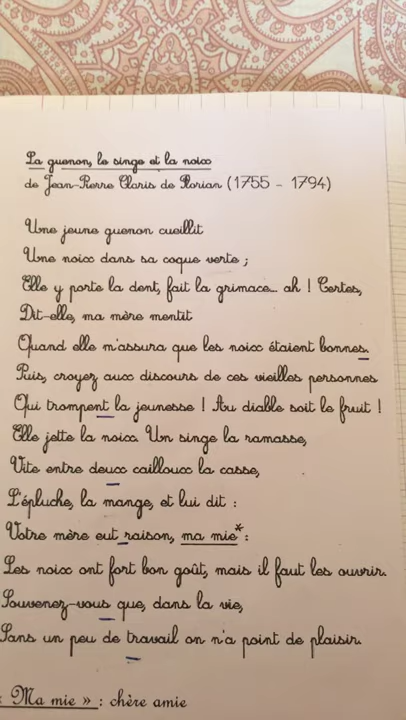 La guenon, le singe et la noix
de Jean-Pierre Claris de Florian (1755 - 1794)
Une jeune guenon cueillit
Une noix dans sa coque verte ;
Elle y porte la dent, fait la grimace... ah ! Certes,
Dit-elle, ma mère mentit
Quand elle m'assura que les noix étaient bonnes.
Puis, croyez aux discours de ces vieilles personnes
Qui trompent la jeunesse ! Au diable soit le fruit !
Elle jette la noix. Un singe la ramasse,
Vite entre deux cailloux la casse,
L'épluche, la mange, et lui dit :
Votre mère eut raison, ma mie* :
Les noix ont fort bon goût, mais il faut les ouvrir.
Souvenez-vous que, dans la vie,
Sans un peu de travail on n'a point de plaisir.
« Ma mie » : chère amie